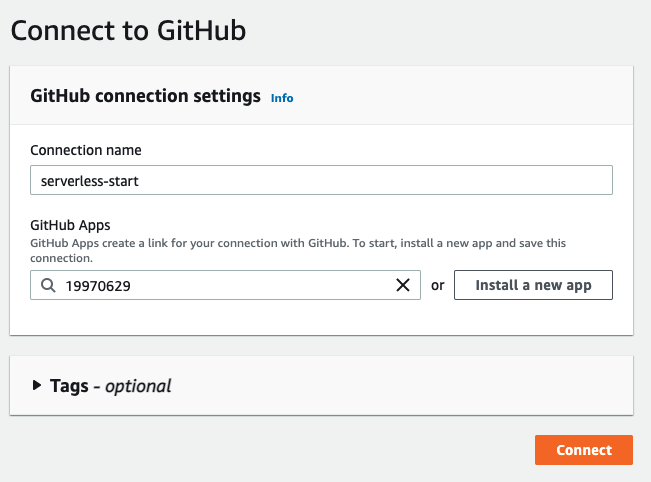 Connect to GitHub
GitHub connection settings Info
Connection name
serverless-start
GitHub Apps
GitHub Apps create a link for your connection with GitHub. To start, install a new app and save this
connection.
19970629 or Install a new app
Tags - optional
Connect